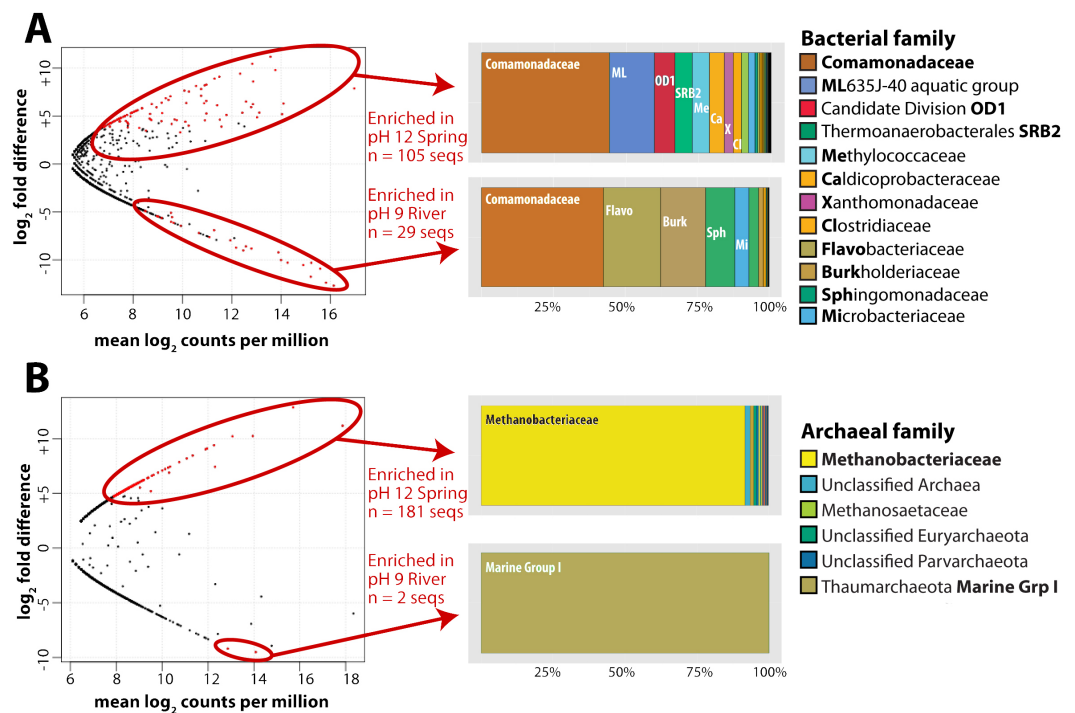 A
+10
+5
0
-5
-10
log2 fold difference
6
8
10
12
14
16
mean log2 counts per million
Enriched in
pH 12 Spring
n = 105 seqs
Enriched in
pH 9 River
n = 29 seqs
Comamonadaceae
ML
OD1
SRB2
Me
Ca
X
Cl
Comamonadaceae
Flavo
Burk
Sph
Mi
25%
50%
75%
100%
Bacterial family
Comamonadaceae
ML635J-40 aquatic group
Candidate Division OD1
Thermoanaerobacterales SRB2
Methylococcaceae
Caldicoprobacteraceae
Xanthomonadaceae
Clostridiaceae
Flavobacteriaceae
Burkholderiaceae
Sphingomonadaceae
Microbacteriaceae
B
+10
+5
0
-5
-10
log2 fold difference
6
8
10
12
14
16
18
mean log2 counts per million
Enriched in
pH 12 Spring
n = 181 seqs
Enriched in
pH 9 River
n = 2 seqs
Methanobacteriaceae
Marine Group I
25%
50%
75%
100%
Archaeal family
Methanobacteriaceae
Unclassified Archaea
Methanosaetaceae
Unclassified Euryarchaeota
Unclassified Parvarchaeota
Thaumarchaeota Marine Grp I